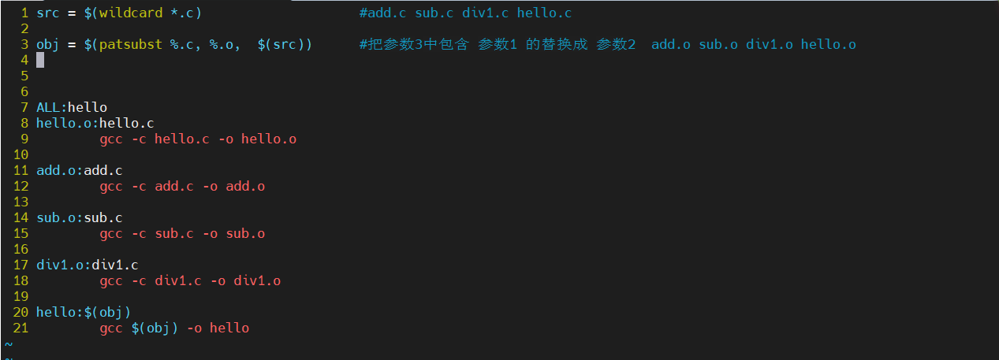 1 src = $(wildcard *.c) #add.c sub.c div1.c hello.c
2
3 obj = $(patsubst %.c, %.o,  $(src)) #把参数3中包含 参数1 的替换成 参数2  add.o sub.o div1.o hello.o
4
5
6
7 ALL:hello
8 hello.o:hello.c
9 gcc -c hello.c -o hello.o
10
11 add.o:add.c
12 gcc -c add.c -o add.o
13
14 sub.o:sub.c
15 gcc -c sub.c -o sub.o
16
17 div1.o:div1.c
18 gcc -c div1.c -o div1.o
19
20 hello:$(obj)
21 gcc $(obj) -o hello
~
~